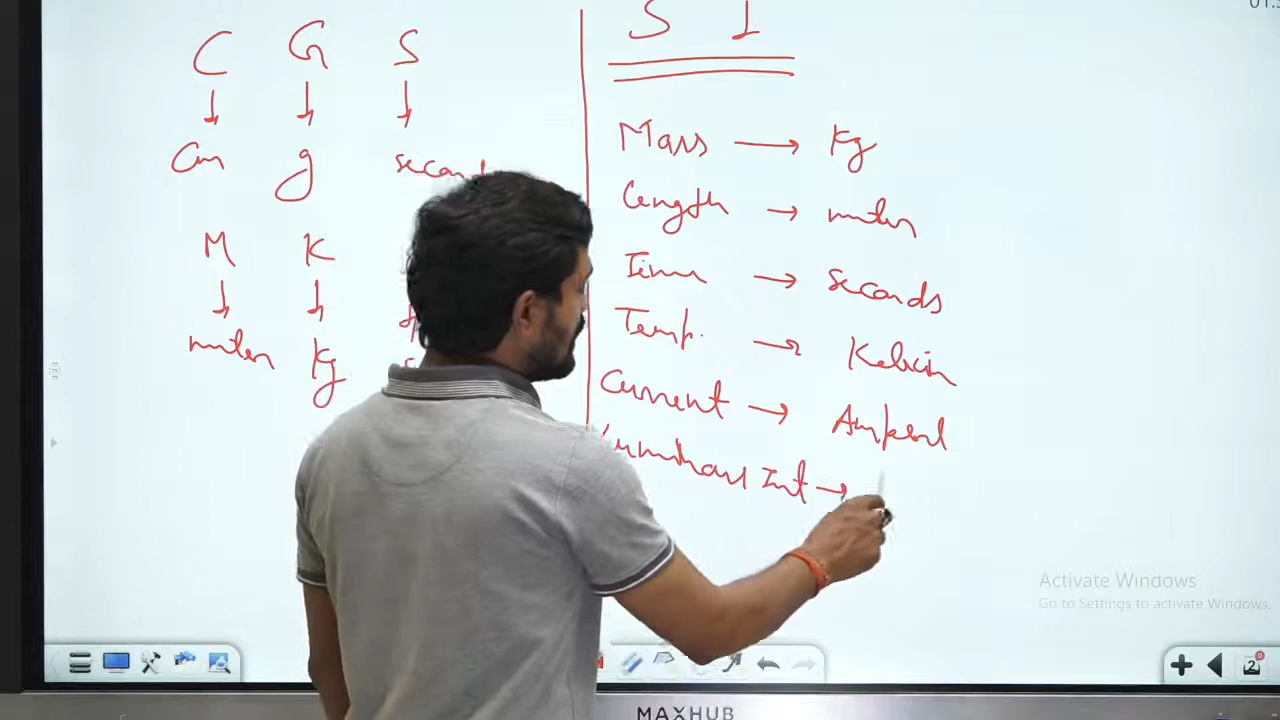 C G S
cm g
M K
meter Kg
S I
Mass → Kg
Length → meter
Time → seconds
Temp. → Kelvin
Current → Ampere
Luminous Int →
Activate Windows
Go to Settings to activate Windows.
2
MAXHUB